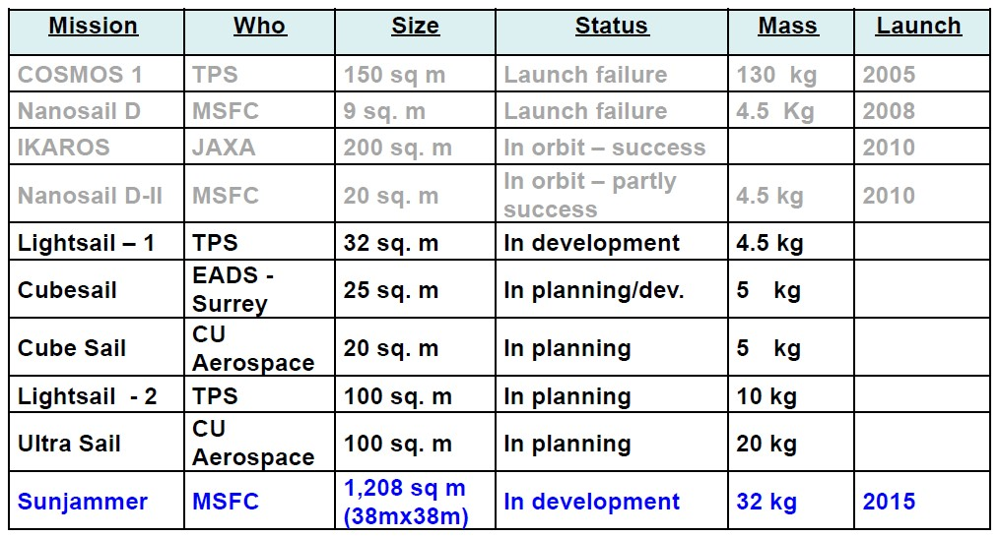 Mission Who Size Status Mass Launch
COSMOS 1 TPS 150 sq m Launch failure 130 kg 2005
Nanosail D MSFC 9 sq. m Launch failure 4.5 Kg 2008
IKAROS JAXA 200 sq. m In orbit – success 2010
Nanosail D-II MSFC 20 sq. m In orbit – partly
success 4.5 kg 2010
Lightsail – 1 TPS 32 sq. m In development 4.5 kg
Cubesail EADS -
Surrey 25 sq. m In planning/dev. 5 kg
Cube Sail CU
Aerospace 20 sq. m In planning 5 kg
Lightsail - 2 TPS 100 sq. m In planning 10 kg
Ultra Sail CU
Aerospace 100 sq. m In planning 20 kg
Sunjammer MSFC 1,208 sq m
(38mx38m) In development 32 kg 2015